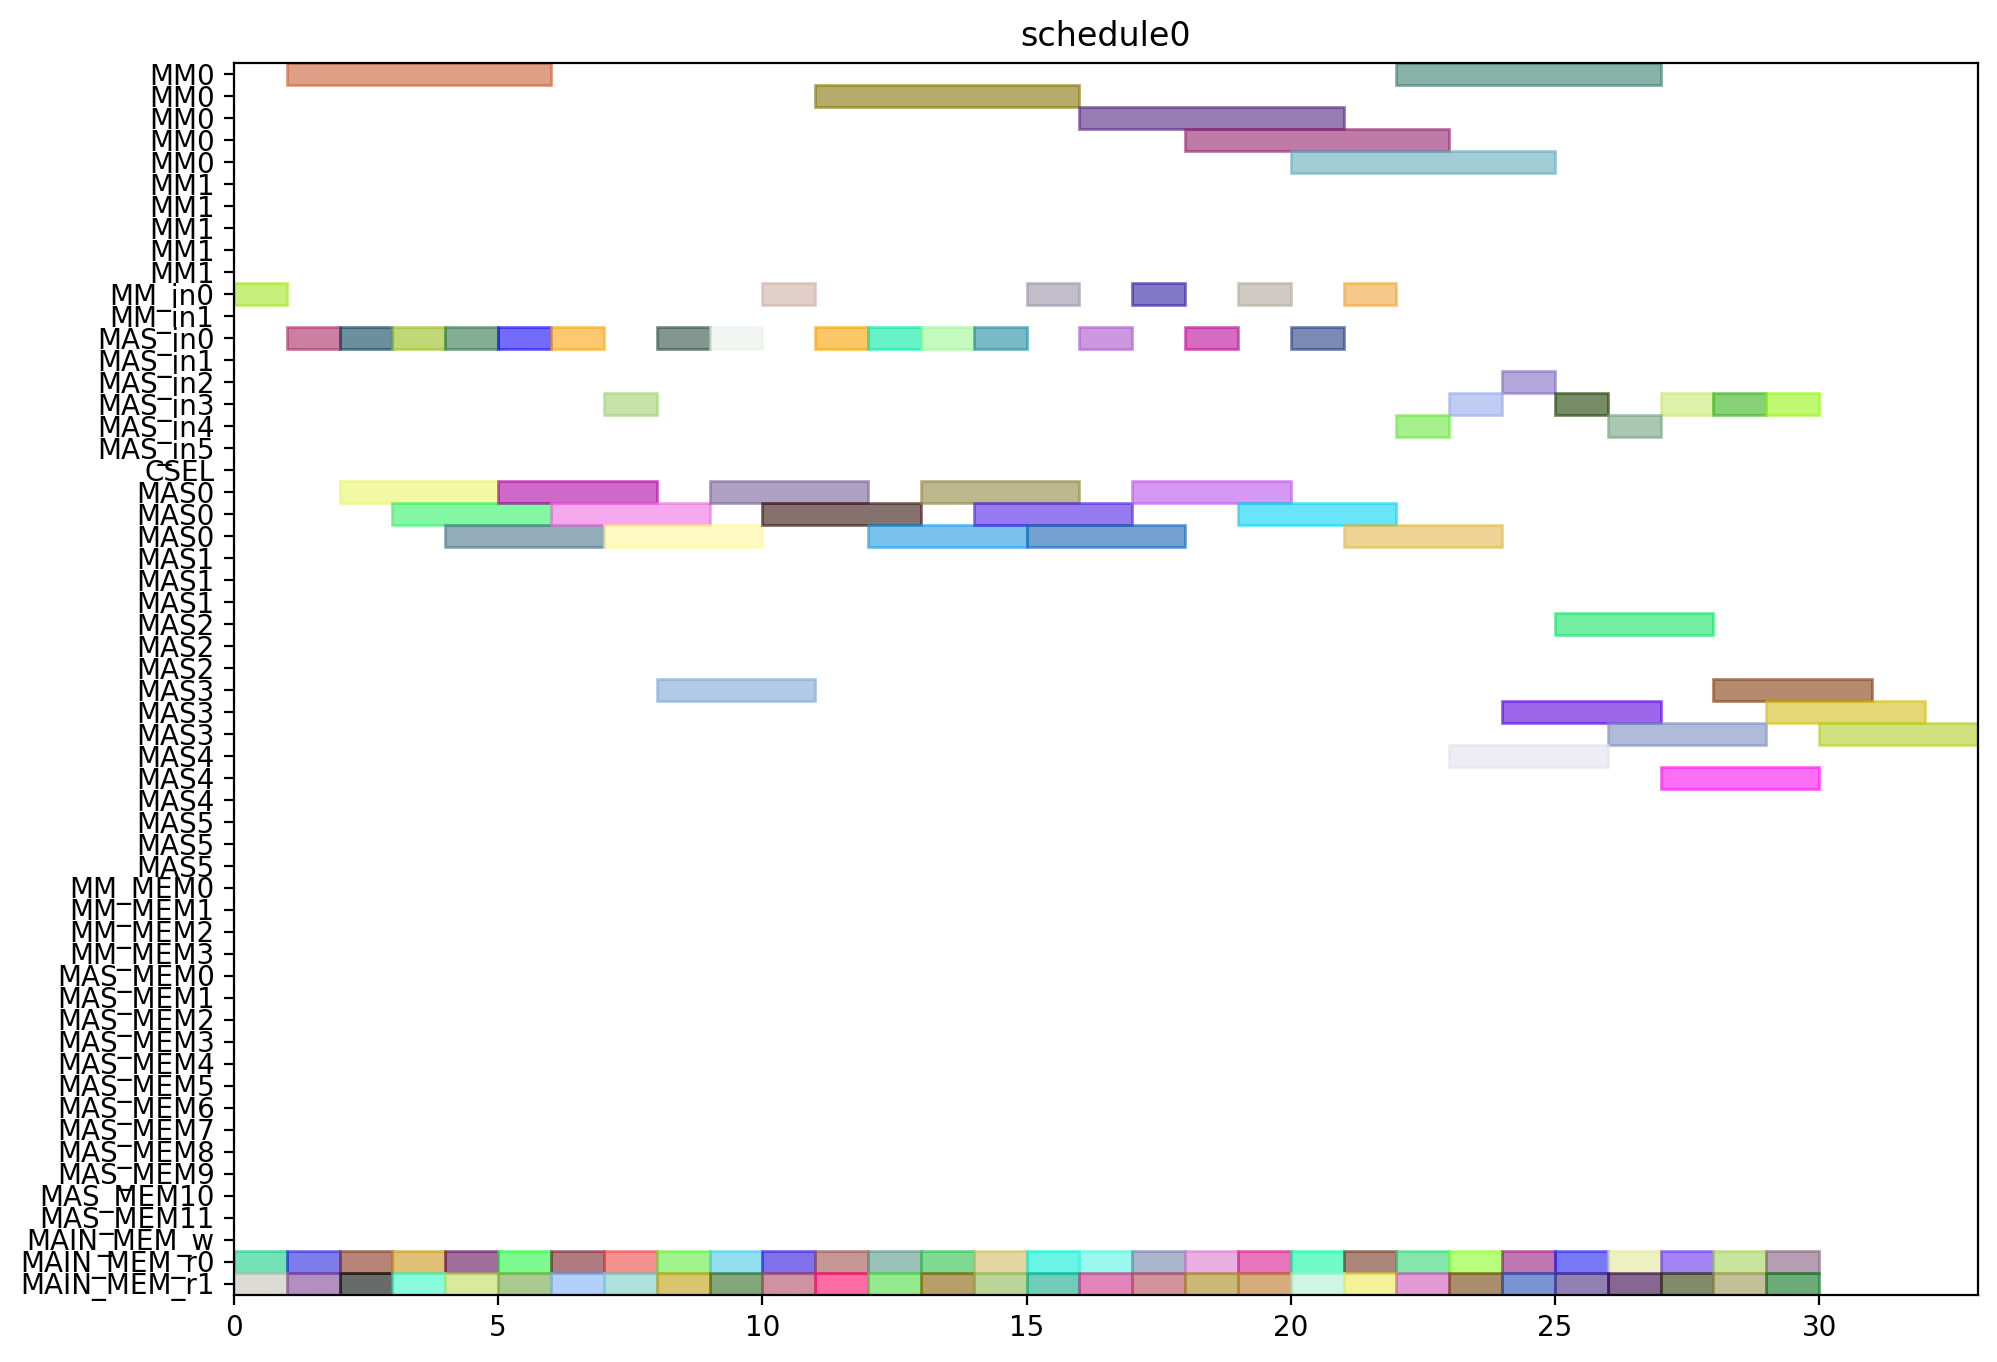 schedule0
MM0
MM0
MM0
MM0
MM0
MM1
MM1
MM1
MM1
MM1
MM_in0
MM_in1
MAS_in0
MAS_in1
MAS_in2
MAS_in3
MAS_in4
MAS_in5
CSEL
MAS0
MAS0
MAS0
MAS1
MAS1
MAS1
MAS2
MAS2
MAS2
MAS3
MAS3
MAS3
MAS4
MAS4
MAS4
MAS5
MAS5
MAS5
MM_MEM0
MM_MEM1
MM_MEM2
MM_MEM3
MAS_MEM0
MAS_MEM1
MAS_MEM2
MAS_MEM3
MAS_MEM4
MAS_MEM5
MAS_MEM6
MAS_MEM7
MAS_MEM8
MAS_MEM9
MAS_MEM10
MAS_MEM11
MAIN_MEM_w
MAIN_MEM_r0
MAIN_MEM_r1
0 5 10 15 20 25 30